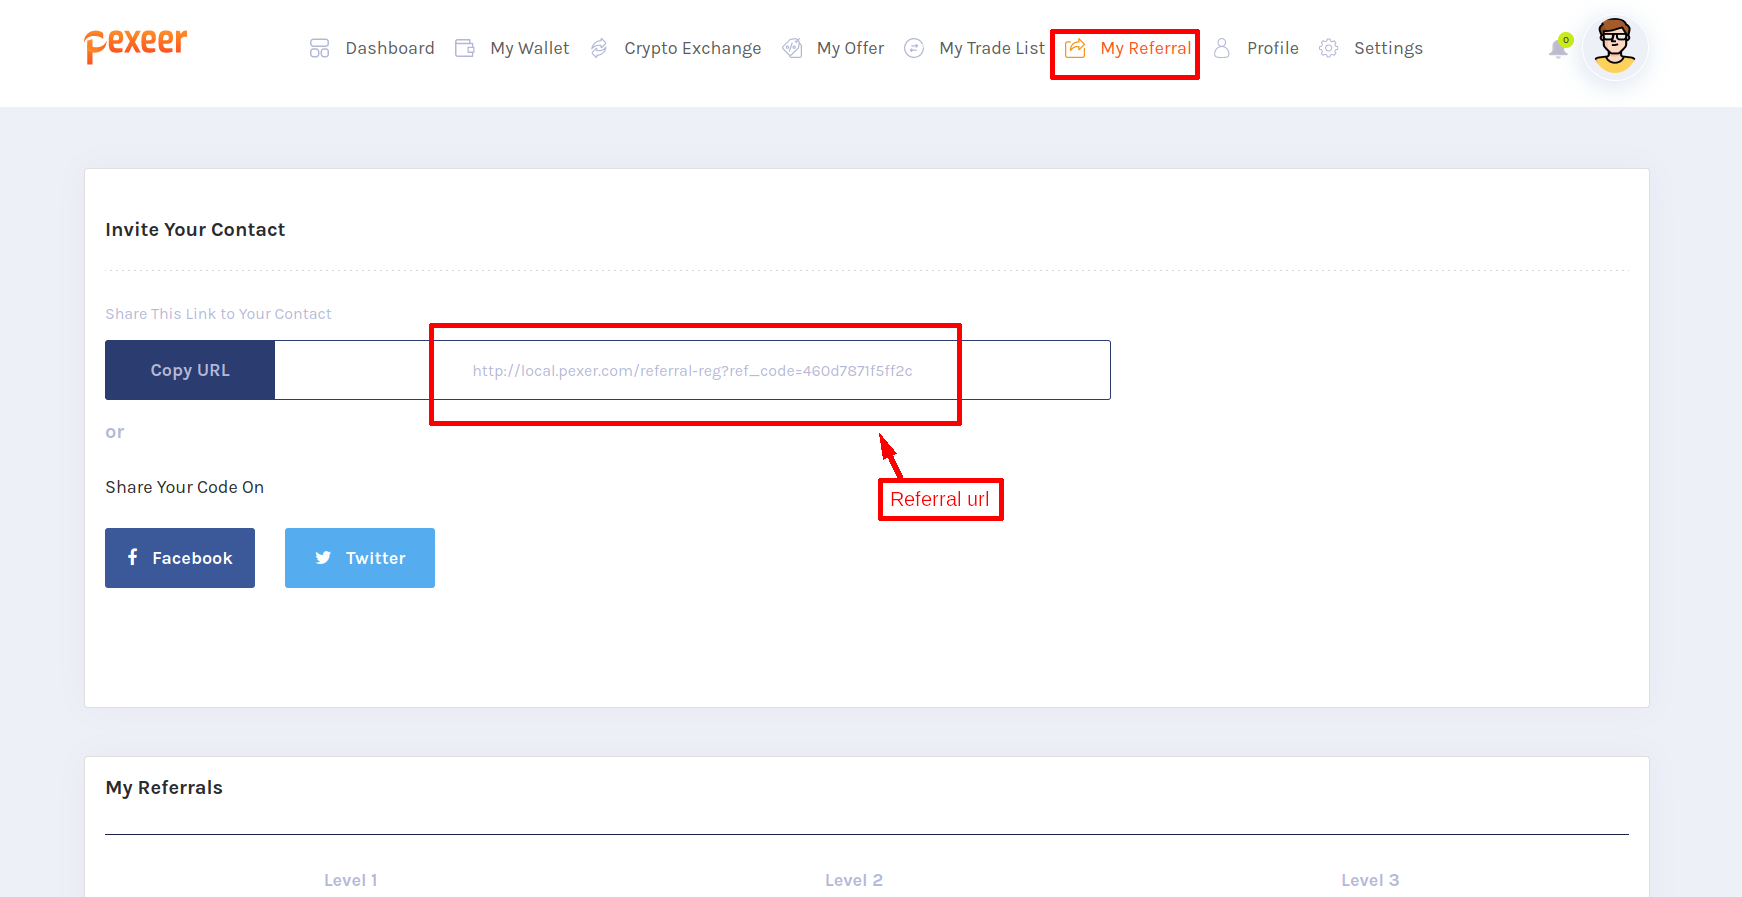 pexeer
Dashboard
My Wallet
Crypto Exchange
My Offer
My Trade List
My Referral
Profile
Settings
0
Invite Your Contact
Share This Link to Your Contact
Copy URL
http://local.pexer.com/referral-reg?ref_code=460d7871f5ff2c
or
Referral url
Share Your Code On
Facebook
Twitter
My Referrals
Level 1
Level 2
Level 3